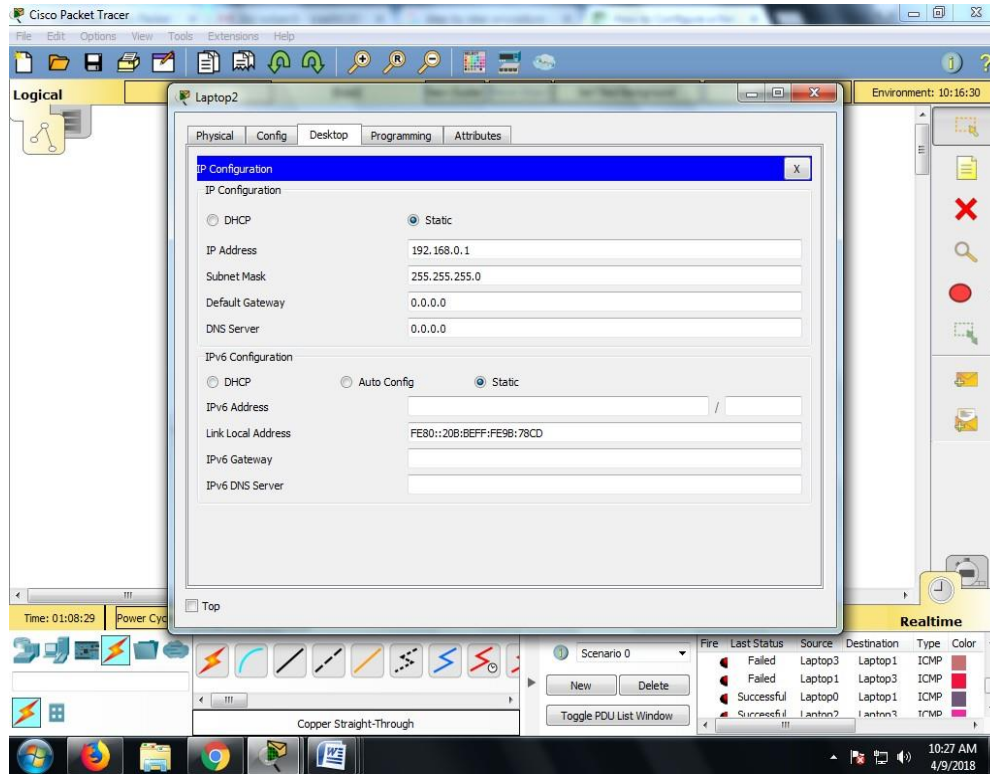 Cisco Packet Tracer
File Edit Options View Tools Extensions Help
Logical
Environment: 10:16:30
Laptop2
Physical Config Desktop Programming Attributes
IP Configuration X
IP Configuration
DHCP Static
IP Address 192.168.0.1
Subnet Mask 255.255.255.0
Default Gateway 0.0.0.0
DNS Server 0.0.0.0
IPv6 Configuration
DHCP Auto Config Static
IPv6 Address /
Link Local Address FE80::20B:BEFF:FE9B:78CD
IPv6 Gateway
IPv6 DNS Server
Top
Time: 01:08:29 Power Cyc
Realtime
Scenario 0
New Delete
Toggle PDU List Window
Copper Straight-Through
Fire Last Status Source Destination Type Color
Failed Laptop3 Laptop1 ICMP
Failed Laptop1 Laptop3 ICMP
Successful Laptop0 Laptop1 ICMP
Successful Laptop2 Laptop3 ICMP
10:27 AM
4/9/2018